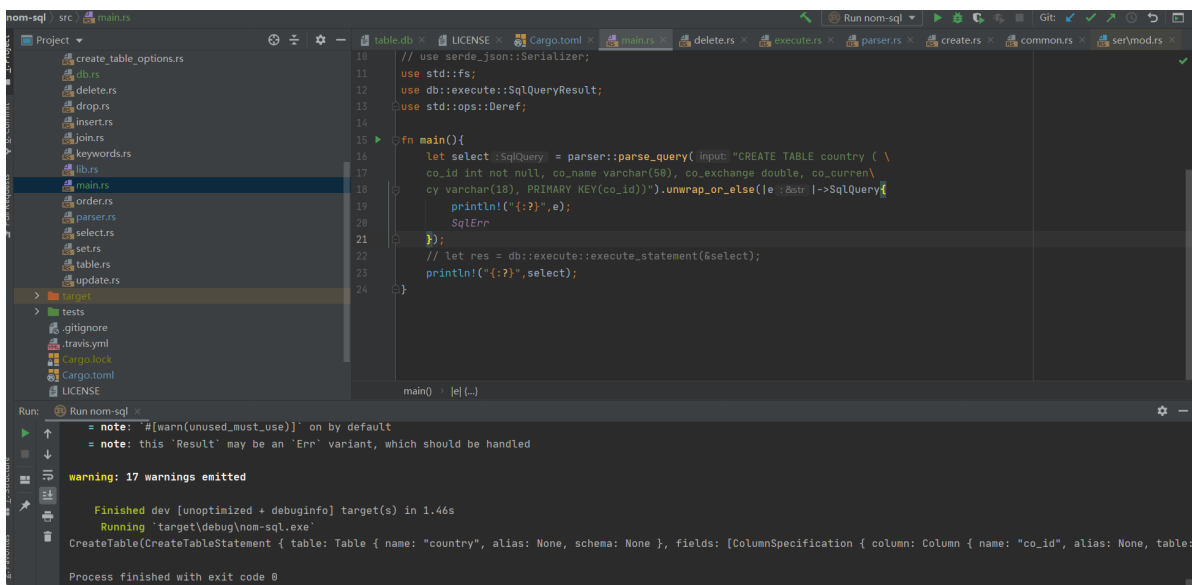 nom-sql > src > main.rs
Run nom-sql
Git:
Project
table.db × LICENSE × Cargo.toml × main.rs × delete.rs × execute.rs × parser.rs × create.rs × common.rs × ser\mod.rs ×
create_table_options.rs
db.rs
delete.rs
drop.rs
insert.rs
join.rs
keywords.rs
lib.rs
main.rs
order.rs
parser.rs
select.rs
set.rs
table.rs
update.rs
target
tests
.gitignore
.travis.yml
Cargo.lock
Cargo.toml
LICENSE
10 // use serde_json::Serializer;
11 use std::fs;
12 use db::execute::SqlQueryResult;
13 use std::ops::Deref;
14
15 fn main(){
16 let select : SqlQuery = parser::parse_query( input: "CREATE TABLE country ( \
17 co_id int not null, co_name varchar(50), co_exchange double, co_curren\
18 cy varchar(18), PRIMARY KEY(co_id))").unwrap_or_else(|e : &str |->SqlQuery{
19 println!("{:?}",e);
20 SqlErr
21 });
22 // let res = db::execute::execute_statement(&select);
23 println!("{:?}",select);
24 }
main() > |e| {...}
Run: Run nom-sql ×
= note: `#[warn(unused_must_use)]` on by default
= note: this `Result` may be an `Err` variant, which should be handled
warning: 17 warnings emitted
Finished dev [unoptimized + debuginfo] target(s) in 1.46s
Running `target\debug\nom-sql.exe`
CreateTable(CreateTableStatement { table: Table { name: "country", alias: None, schema: None }, fields: [ColumnSpecification { column: Column { name: "co_id", alias: None, table:
Process finished with exit code 0